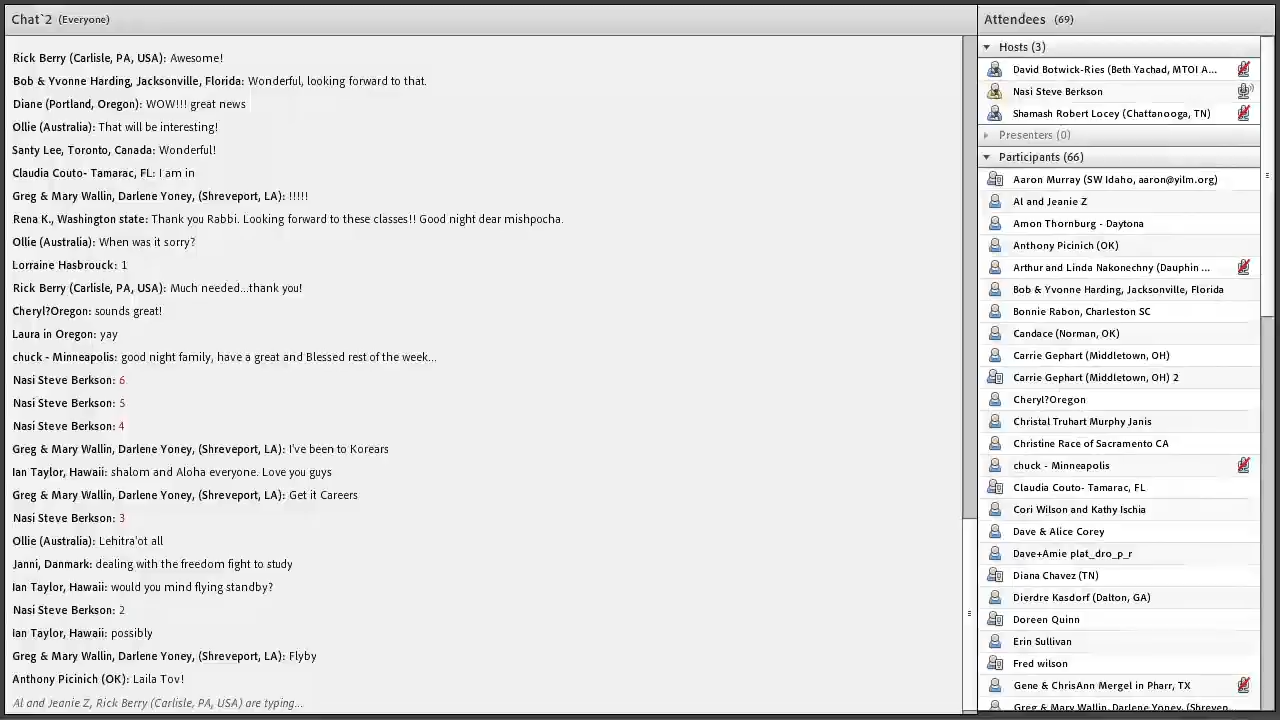 Chat`2 (Everyone)
Rick Berry (Carlisle, PA, USA): Awesome!
Bob & Yvonne Harding, Jacksonville, Florida: Wonderful, looking forward to that.
Diane (Portland, Oregon): WOW!!! great news
Ollie (Australia): That will be interesting!
Santy Lee, Toronto, Canada: Wonderful!
Claudia Couto- Tamarac, FL: I am in
Greg & Mary Wallin, Darlene Yoney, (Shreveport, LA): !!!!!
Rena K., Washington state: Thank you Rabbi. Looking forward to these classes!! Good night dear mishpocha.
Ollie (Australia): When was it sorry?
Lorraine Hasbrouck: 1
Rick Berry (Carlisle, PA, USA): Much needed...thank you!
Cheryl?Oregon: sounds great!
Laura in Oregon: yay
chuck - Minneapolis: good night family, have a great and Blessed rest of the week...
Nasi Steve Berkson: 6
Nasi Steve Berkson: 5
Nasi Steve Berkson: 4
Greg & Mary Wallin, Darlene Yoney, (Shreveport, LA): I've been to Korears
Ian Taylor, Hawaii: shalom and Aloha everyone. Love you guys
Greg & Mary Wallin, Darlene Yoney, (Shreveport, LA): Get it Careers
Nasi Steve Berkson: 3
Ollie (Australia): Lehitra'ot all
Janni, Danmark: dealing with the freedom fight to study
Ian Taylor, Hawaii: would you mind flying standby?
Nasi Steve Berkson: 2
Ian Taylor, Hawaii: possibly
Greg & Mary Wallin, Darlene Yoney, (Shreveport, LA): Flyby
Anthony Picinich (OK): Laila Tov!
Al and Jeanie Z, Rick Berry (Carlisle, PA, USA) are typing...
Attendees (69)
Hosts (3)
David Botwick-Ries (Beth Yachad, MTOI A...
Nasi Steve Berkson
Shamash Robert Locey (Chattanooga, TN)
Presenters (0)
Participants (66)
Aaron Murray (SW Idaho, aaron@yilm.org)
Al and Jeanie Z
Amon Thornburg - Daytona
Anthony Picinich (OK)
Arthur and Linda Nakonechny (Dauphin ...
Bob & Yvonne Harding, Jacksonville, Florida
Bonnie Rabon, Charleston SC
Candace (Norman, OK)
Carrie Gephart (Middletown, OH)
Carrie Gephart (Middletown, OH) 2
Cheryl?Oregon
Christal Truhart Murphy Janis
Christine Race of Sacramento CA
chuck - Minneapolis
Claudia Couto- Tamarac, FL
Cori Wilson and Kathy Ischia
Dave & Alice Corey
Dave+Amie plat_dro_p_r
Diana Chavez (TN)
Dierdre Kasdorf (Dalton, GA)
Doreen Quinn
Erin Sullivan
Fred wilson
Gene & ChrisAnn Mergel in Pharr, TX
Greg & Mary Wallin, Darlene Yoney, (Shreven...